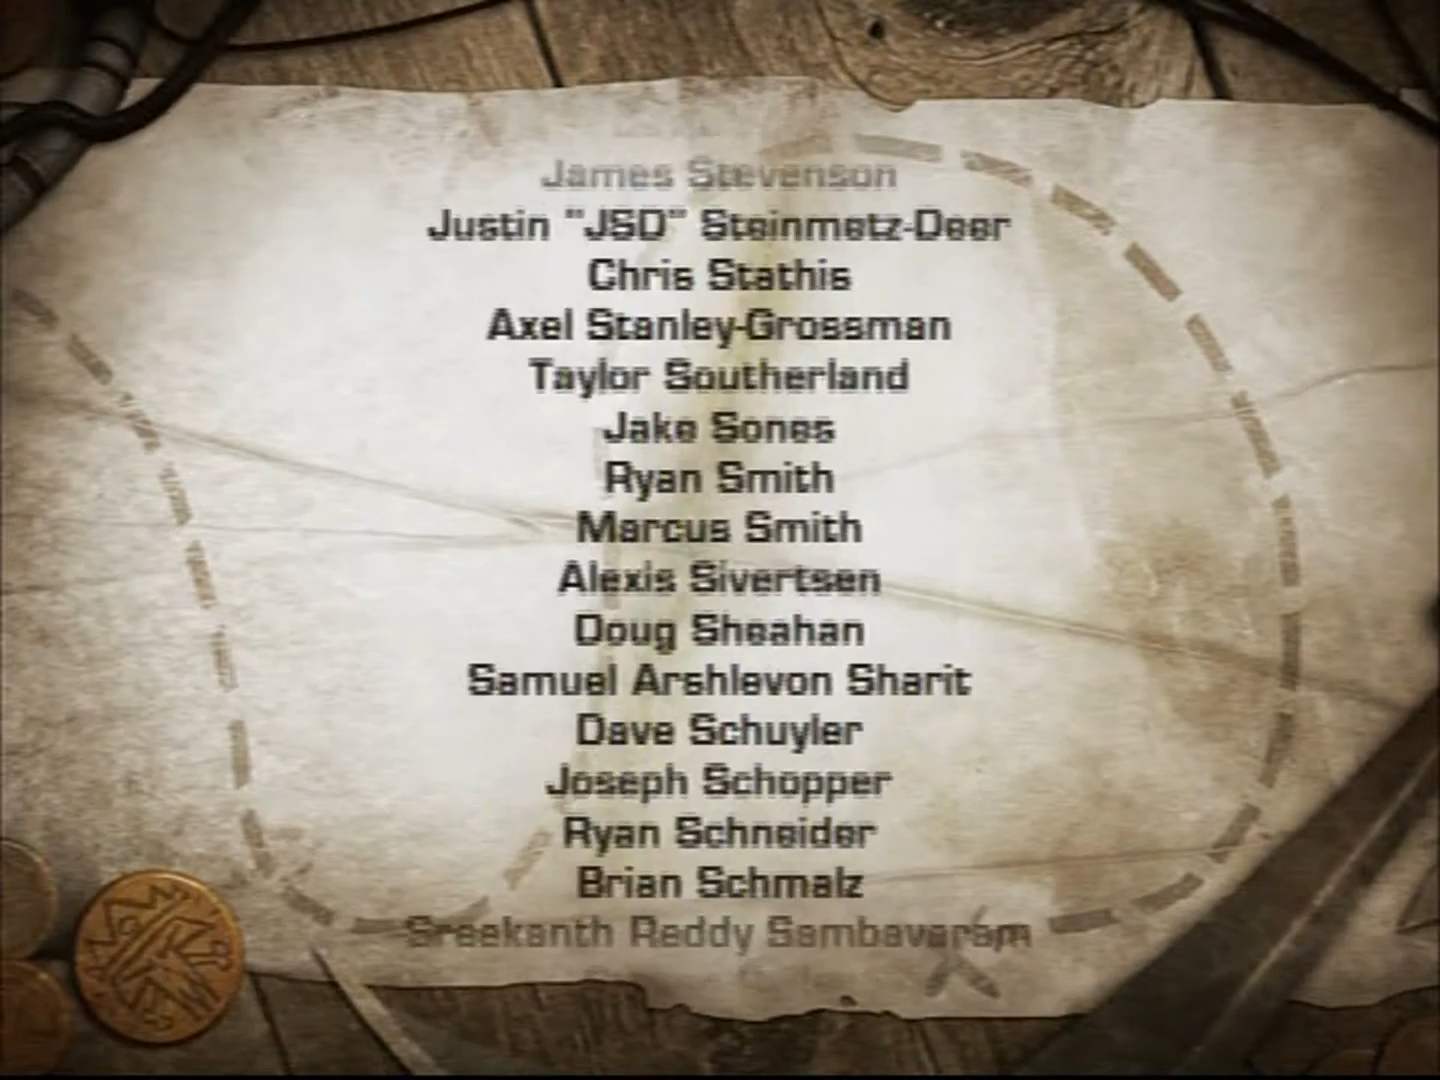 James Stevenson
Justin "JSD" Steinmetz-Deer
Chris Stathis
Axel Stanley-Grossman
Taylor Southerland
Jake Sones
Ryan Smith
Marcus Smith
Alexis Sivertsen
Doug Sheahan
Samuel Arshlevon Sharit
Dave Schuyler
Joseph Schopper
Ryan Schneider
Brian Schmalz
Sreekanth Reddy Sambavaram